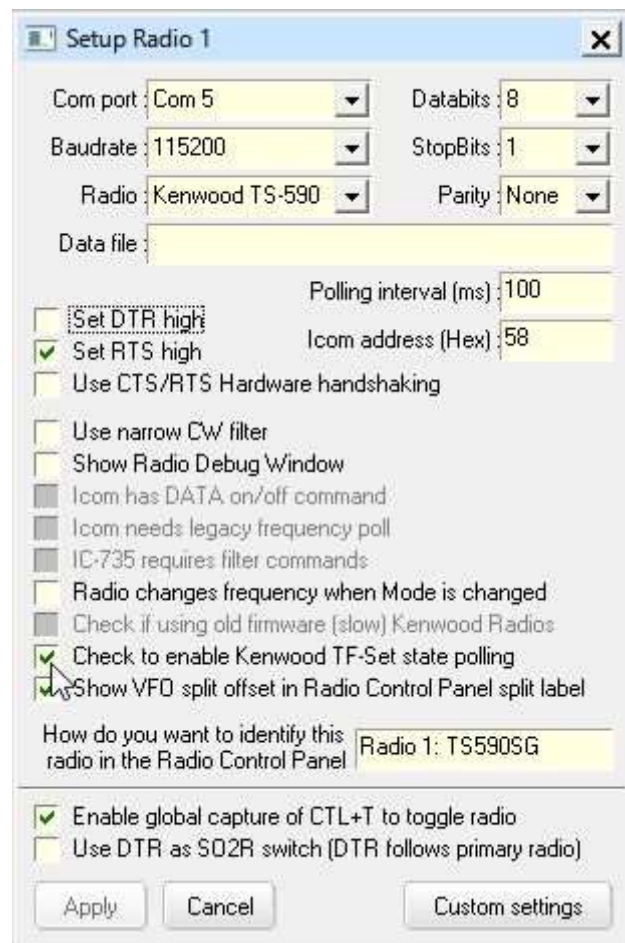 Setup Radio 1
Com port : Com 5 Databits : 8
Baudrate : 115200 StopBits : 1
Radio : Kenwood TS-590 Parity : None
Data file :
Polling interval (ms) : 100
Set DTR high
Icom address (Hex) : 58
Set RTS high
Use CTS/RTS Hardware handshaking
Use narrow CW filter
Show Radio Debug Window
Icom has DATA on/off command
Icom needs legacy frequency poll
IC-735 requires filter commands
Radio changes frequency when Mode is changed
Check if using old firmware (slow) Kenwood Radios
Check to enable Kenwood TF-Set state polling
Show VFO split offset in Radio Control Panel split label
How do you want to identify this
radio in the Radio Control Panel
Radio 1: TS590SG
Enable global capture of CTL+T to toggle radio
Use DTR as SO2R switch (DTR follows primary radio)
Apply Cancel Custom settings